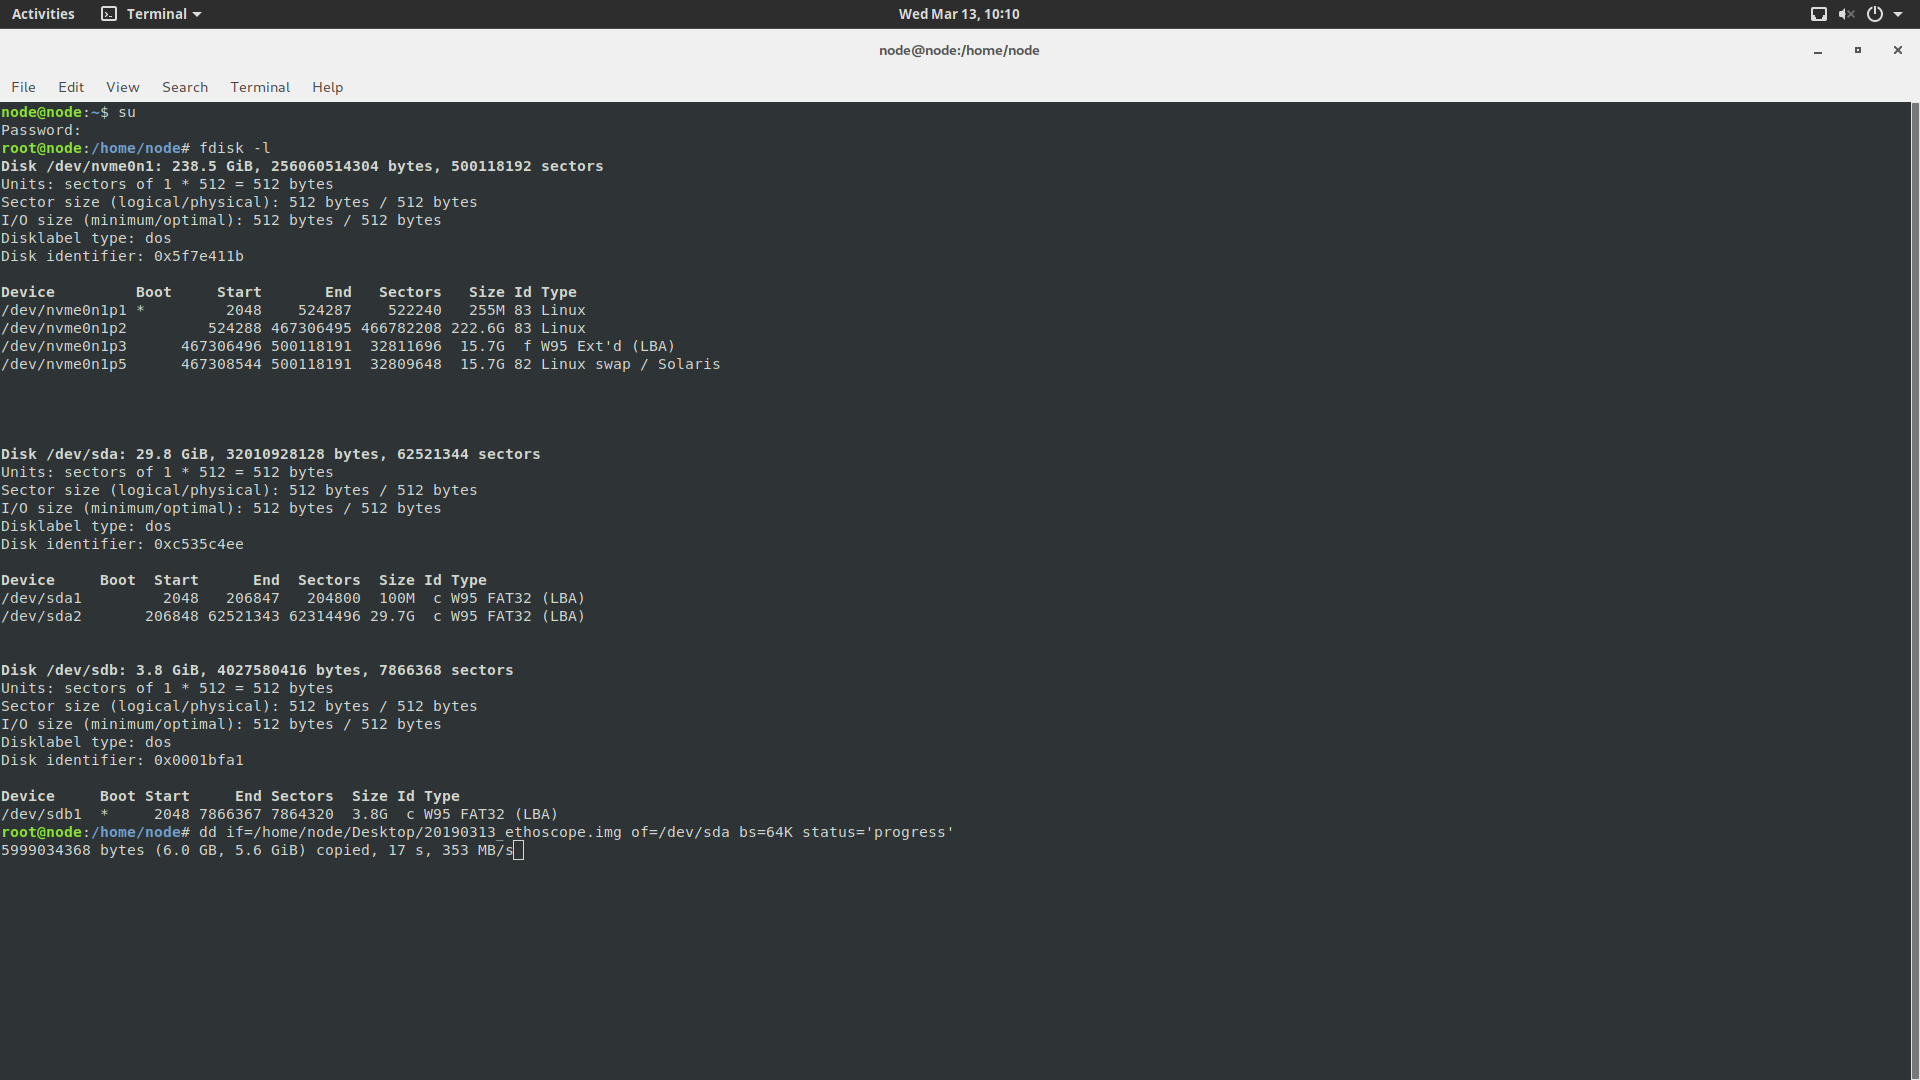 Activities Terminal Wed Mar 13, 10:10
node@node:/home/node
File Edit View Search Terminal Help
node@node:~$ su
Password:
root@node:/home/node# fdisk -l
Disk /dev/nvme0n1: 238.5 GiB, 256060514304 bytes, 500118192 sectors
Units: sectors of 1 * 512 = 512 bytes
Sector size (logical/physical): 512 bytes / 512 bytes
I/O size (minimum/optimal): 512 bytes / 512 bytes
Disklabel type: dos
Disk identifier: 0x5f7e411b
Device         Boot     Start       End   Sectors   Size Id Type
/dev/nvme0n1p1 *         2048    524287    522240   255M 83 Linux
/dev/nvme0n1p2         524288 467306495 466782208 222.6G 83 Linux
/dev/nvme0n1p3      467306496 500118191  32811696  15.7G  f W95 Ext'd (LBA)
/dev/nvme0n1p5      467308544 500118191  32809648  15.7G 82 Linux swap / Solaris
Disk /dev/sda: 29.8 GiB, 32010928128 bytes, 62521344 sectors
Units: sectors of 1 * 512 = 512 bytes
Sector size (logical/physical): 512 bytes / 512 bytes
I/O size (minimum/optimal): 512 bytes / 512 bytes
Disklabel type: dos
Disk identifier: 0xc535c4ee
Device     Boot  Start      End  Sectors  Size Id Type
/dev/sda1         2048   206847   204800  100M  c W95 FAT32 (LBA)
/dev/sda2       206848 62521343 62314496 29.7G  c W95 FAT32 (LBA)
Disk /dev/sdb: 3.8 GiB, 4027580416 bytes, 7866368 sectors
Units: sectors of 1 * 512 = 512 bytes
Sector size (logical/physical): 512 bytes / 512 bytes
I/O size (minimum/optimal): 512 bytes / 512 bytes
Disklabel type: dos
Disk identifier: 0x0001bfa1
Device     Boot Start     End Sectors  Size Id Type
/dev/sdb1  *     2048 7866367 7864320  3.8G  c W95 FAT32 (LBA)
root@node:/home/node# dd if=/home/node/Desktop/20190313_ethoscope.img of=/dev/sda bs=64K status='progress'
5999034368 bytes (6.0 GB, 5.6 GiB) copied, 17 s, 353 MB/s